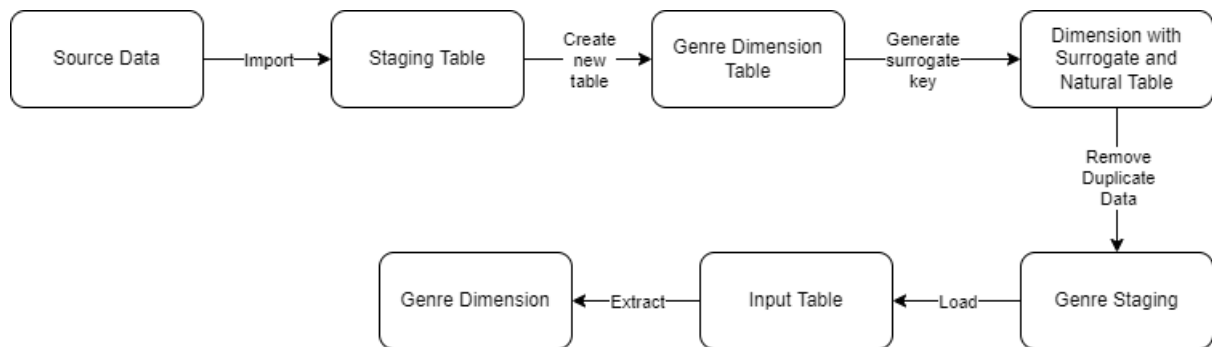 Source Data
Import
Staging Table
Create
new
table
Genre Dimension
Table
Generate
surrogate
key
Dimension with
Surrogate and
Natural Table
Remove
Duplicate
Data
Genre Staging
Load
Input Table
Extract
Genre Dimension